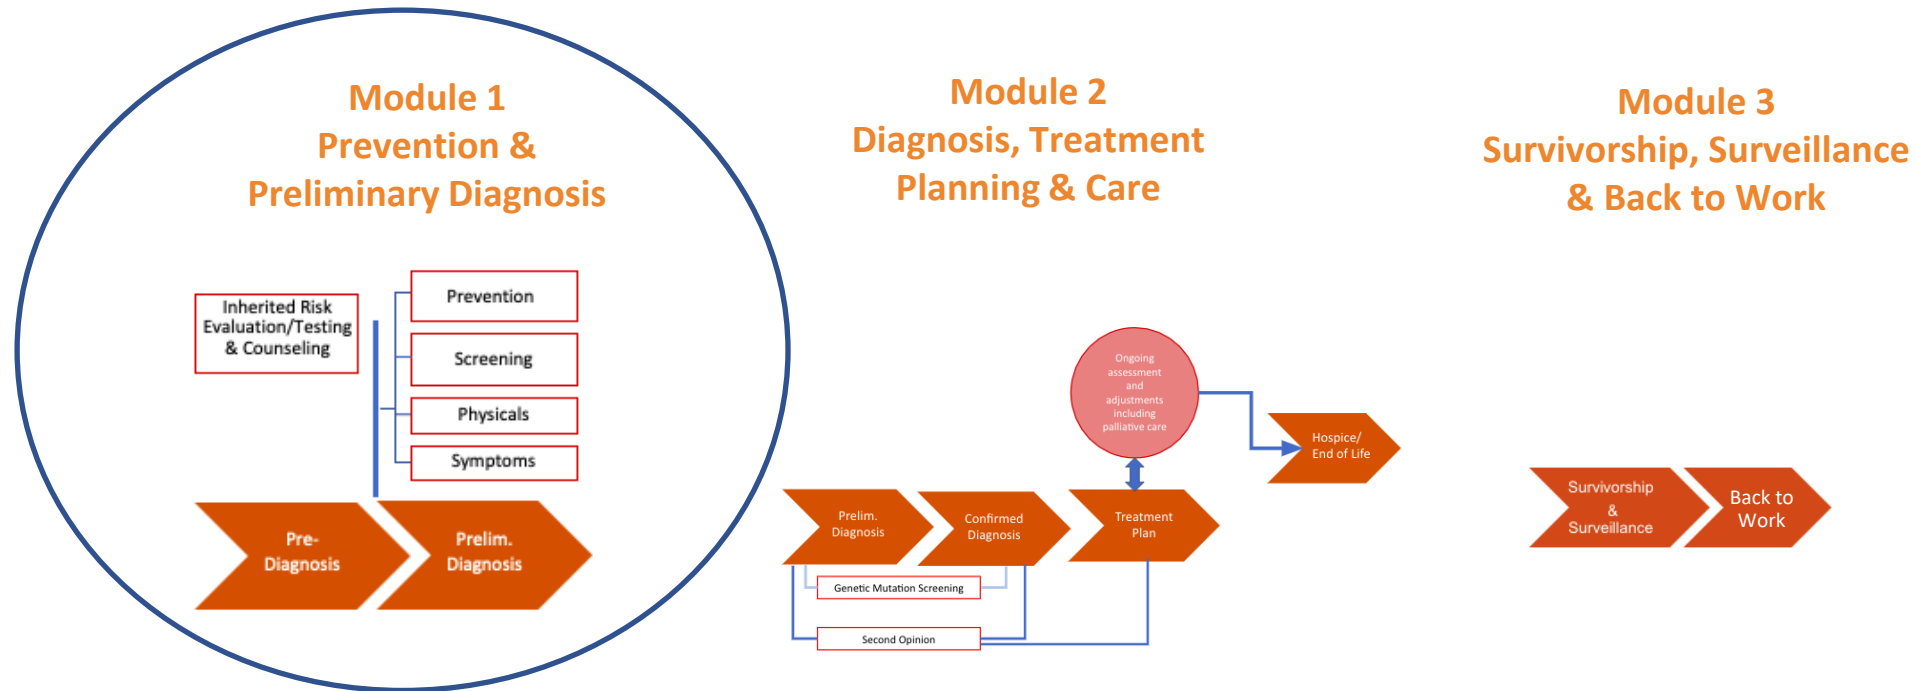 Module 1
Prevention &
Preliminary Diagnosis
Inherited Risk
Evaluation/Testing
& Counseling
Prevention
Screening
Physicals
Symptoms
Pre-
Diagnosis
Prelim.
Diagnosis
Module 2
Diagnosis, Treatment
Planning & Care
Ongoing
assessment
and
adjustments
including
palliative care
Hospice/
End of Life
Prelim.
Diagnosis
Confirmed
Diagnosis
Treatment
Plan
Genetic Mutation Screening
Second Opinion
Module 3
Survivorship, Surveillance
& Back to Work
Survivorship
&
Surveillance
Back to
Work